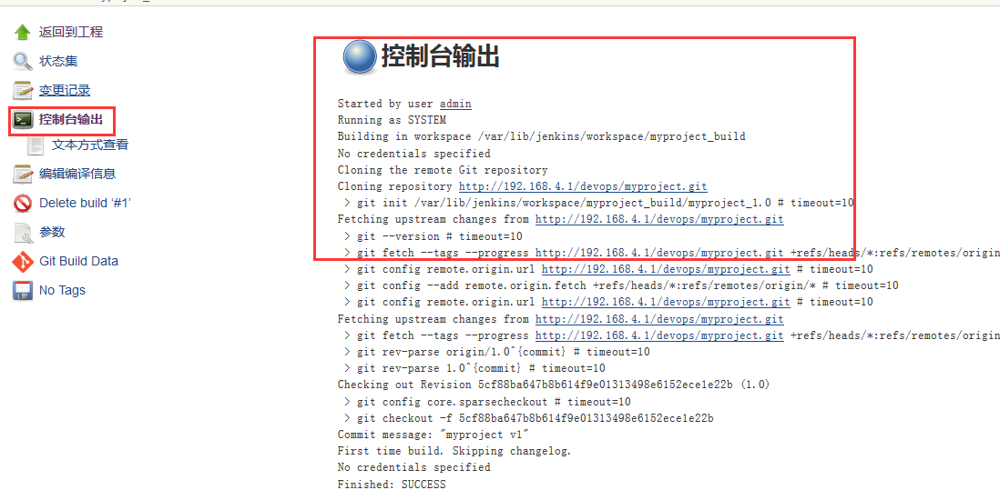 返回到工程
状态集
变更记录
控制台输出
文本方式查看
编辑编译信息
Delete build ‘#1’
参数
Git Build Data
No Tags
控制台输出
Started by user admin
Running as SYSTEM
Building in workspace /var/lib/jenkins/workspace/myproject_build
No credentials specified
Cloning the remote Git repository
Cloning repository http://192.168.4.1/devops/myproject.git
> git init /var/lib/jenkins/workspace/myproject_build/myproject_1.0 # timeout=10
Fetching upstream changes from http://192.168.4.1/devops/myproject.git
> git --version # timeout=10
> git fetch --tags --progress http://192.168.4.1/devops/myproject.git +refs/heads/*:refs/remotes/origin
> git config remote.origin.url http://192.168.4.1/devops/myproject.git # timeout=10
> git config --add remote.origin.fetch +refs/heads/*:refs/remotes/origin/* # timeout=10
> git config remote.origin.url http://192.168.4.1/devops/myproject.git # timeout=10
Fetching upstream changes from http://192.168.4.1/devops/myproject.git
> git fetch --tags --progress http://192.168.4.1/devops/myproject.git +refs/heads/*:refs/remotes/origin
> git rev-parse origin/1.0^{commit} # timeout=10
> git rev-parse 1.0^{commit} # timeout=10
Checking out Revision 5cf88ba647b8b614f9e01313498e6152ece1e22b (1.0)
> git config core.sparsecheckout # timeout=10
> git checkout -f 5cf88ba647b8b614f9e01313498e6152ece1e22b
Commit message: "myproject v1"
First time build. Skipping changelog.
No credentials specified
Finished: SUCCESS